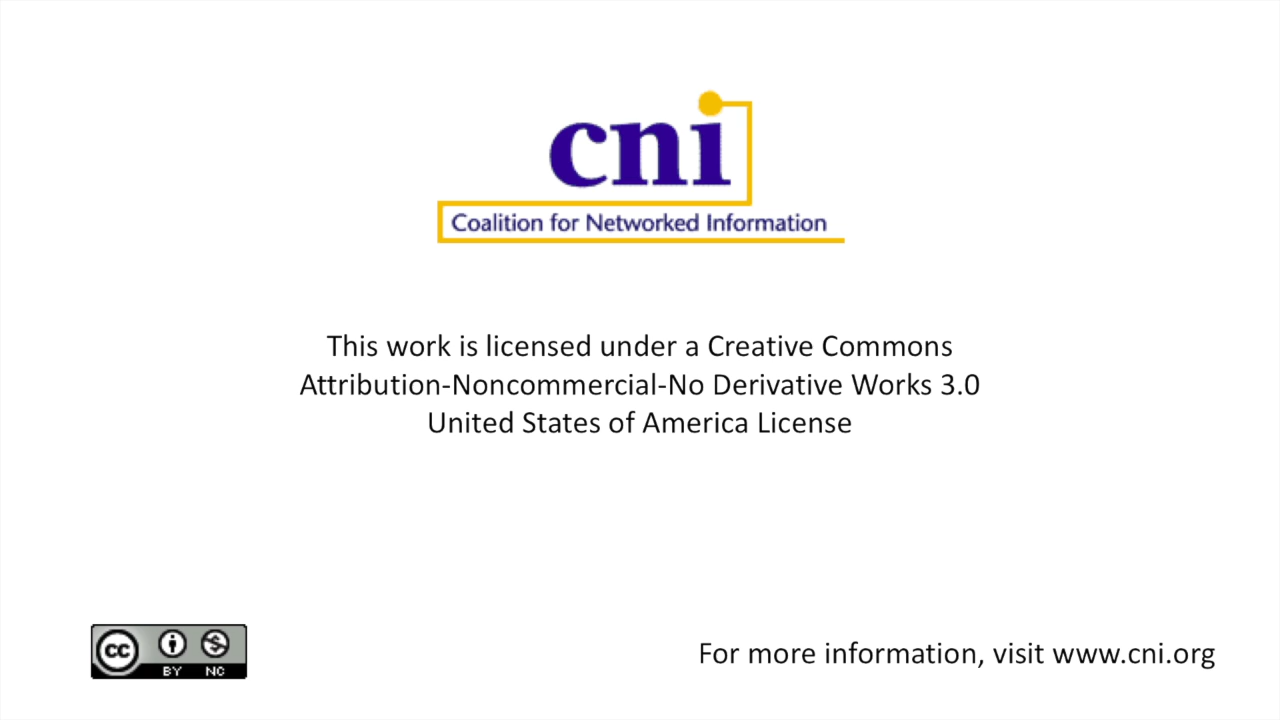 cni
Coalition for Networked Information
This work is licensed under a Creative Commons
Attribution-Noncommercial-No Derivative Works 3.0
United States of America License
cc
BY NC
For more information, visit www.cni.org